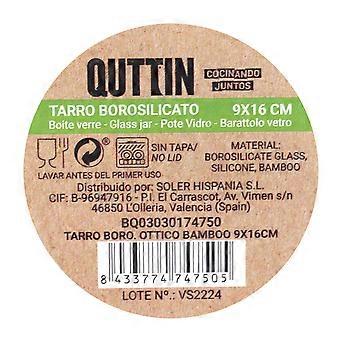 QUTTIN
COCINANDO
JUNTOS
TARRO BOROSILICATO 9X16 CM
Boite verre - Glass jar - Pote Vidro - Barattolo vetro
SIN TAPA/
NO LID
MATERIAL:
BOROSILICATE GLASS,
SILICONE, BAMBOO
LAVAR ANTES DEL PRIMER USO
Distribuido por: SOLER HISPANIA S.L.
CIF: B-96947916 - P.I. El Carrascot, Av. Vimen s/n
46850 L'Olleria, Valencia (Spain)
BQ03030174750
TARRO BORO. OTTICO BAMBOO 9X16CM
8 433774 747505
LOTE Nº.: VS2224